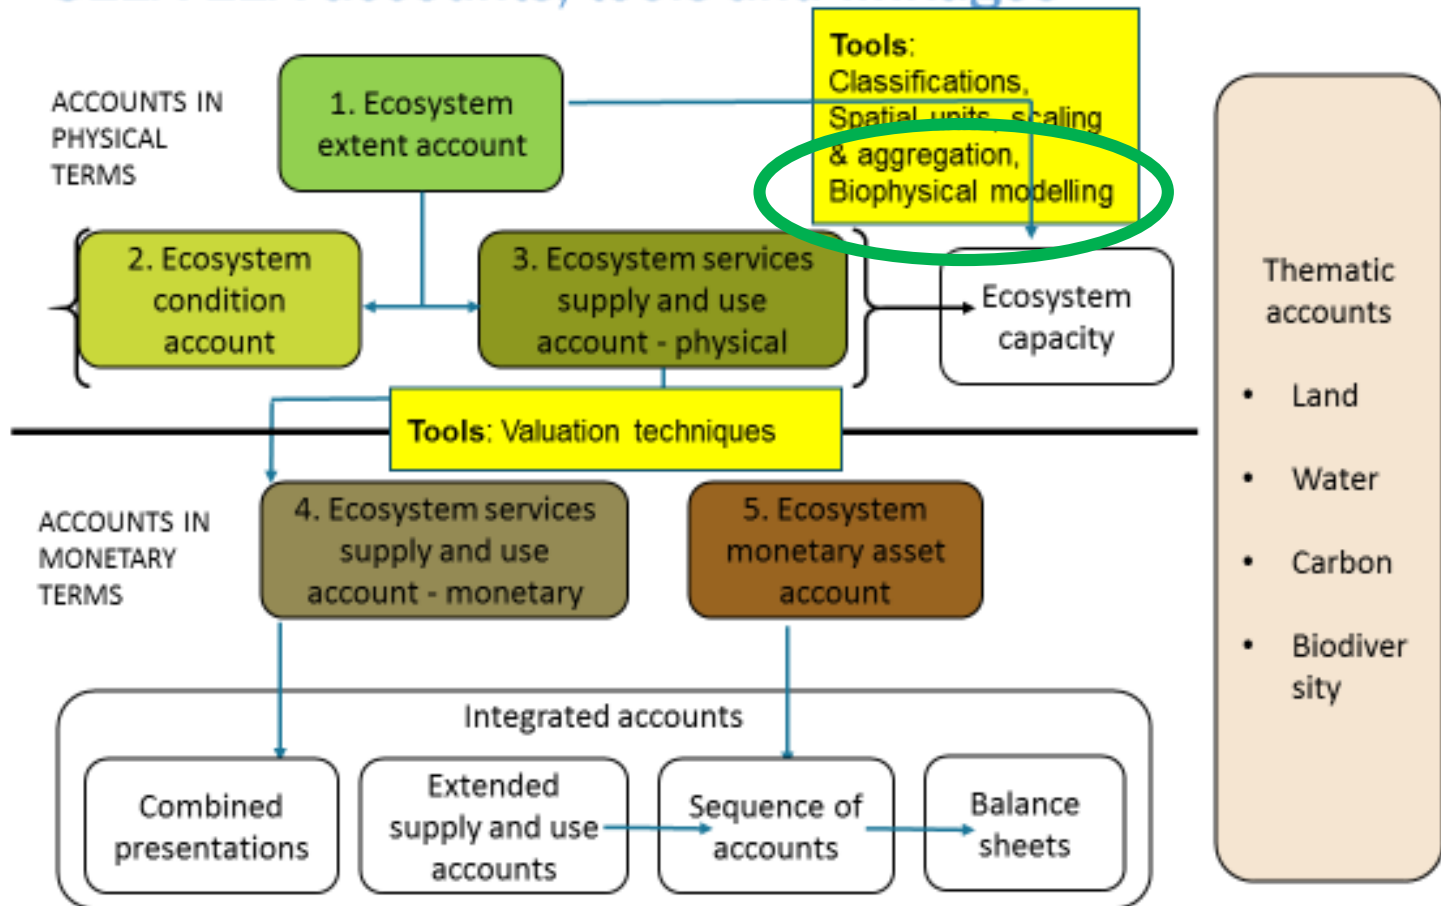 Tools:
Classifications,
Spatial units, scaling
& aggregation,
Biophysical modelling
ACCOUNTS IN
PHYSICAL
TERMS
1. Ecosystem
extent account
2. Ecosystem
condition
account
3. Ecosystem services
supply and use
account - physical
Ecosystem
capacity
Tools: Valuation techniques
ACCOUNTS IN
MONETARY
TERMS
4. Ecosystem services
supply and use
account - monetary
5. Ecosystem
monetary asset
account
Integrated accounts
Combined
presentations
Extended
supply and use
accounts
Sequence of
accounts
Balance
sheets
Thematic
accounts
• Land
• Water
• Carbon
• Biodiver
sity